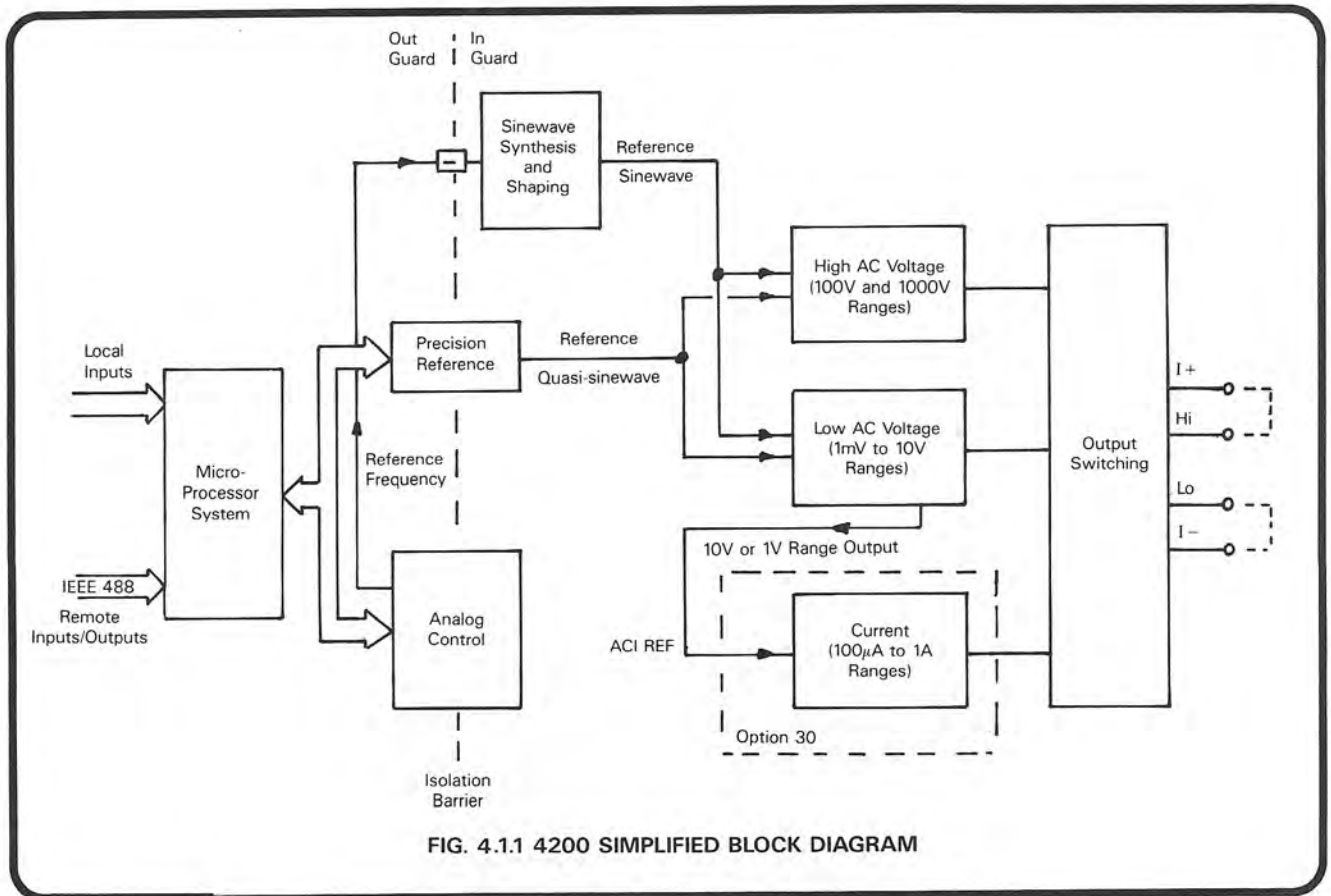 Out
Guard
In
Guard
Sinewave
Synthesis
and
Shaping
Reference
Sinewave
High AC Voltage
(100V and 1000V
Ranges)
Local
Inputs
Precision
Reference
Reference
Quasi-sinewave
I+
Hi
Micro-
Processor
System
Reference
Frequency
Low AC Voltage
(1mV to 10V
Ranges)
Output
Switching
Lo
I−
10V or 1V Range Output
IEEE 488
Remote
Inputs/Outputs
Analog
Control
ACI REF
Current
(100μA to 1A
Ranges)
Option 30
Isolation
Barrier
FIG. 4.1.1 4200 SIMPLIFIED BLOCK DIAGRAM